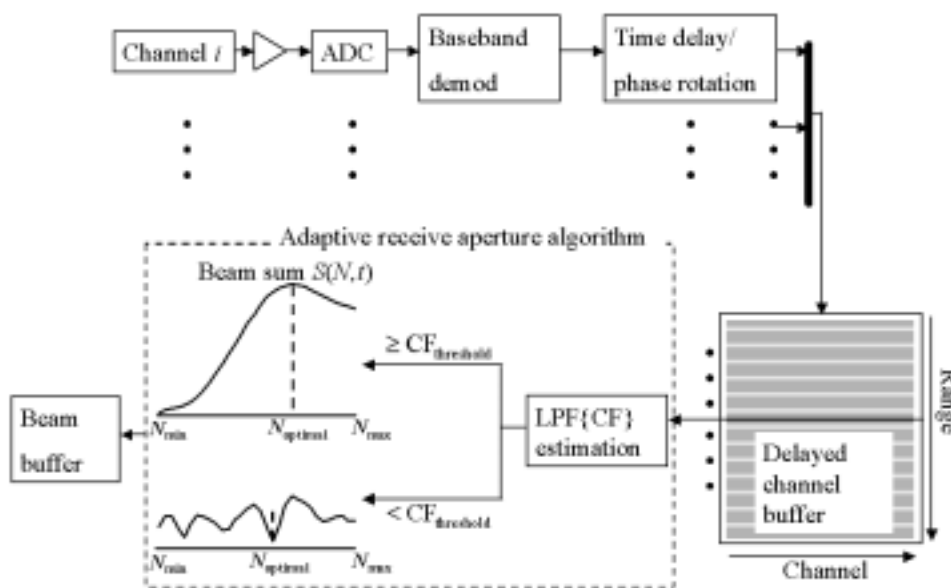 Channel i
ADC
Baseband
demod
Time delay/
phase rotation
Adaptive receive aperture algorithm
Beam sum S(N,t)
≥ CFthreshold
Nmin
Noptimal
Nmax
Beam
buffer
LPF{CF}
estimation
< CFthreshold
Nmin
Noptimal
Nmax
Delayed
channel
buffer
Range
Channel